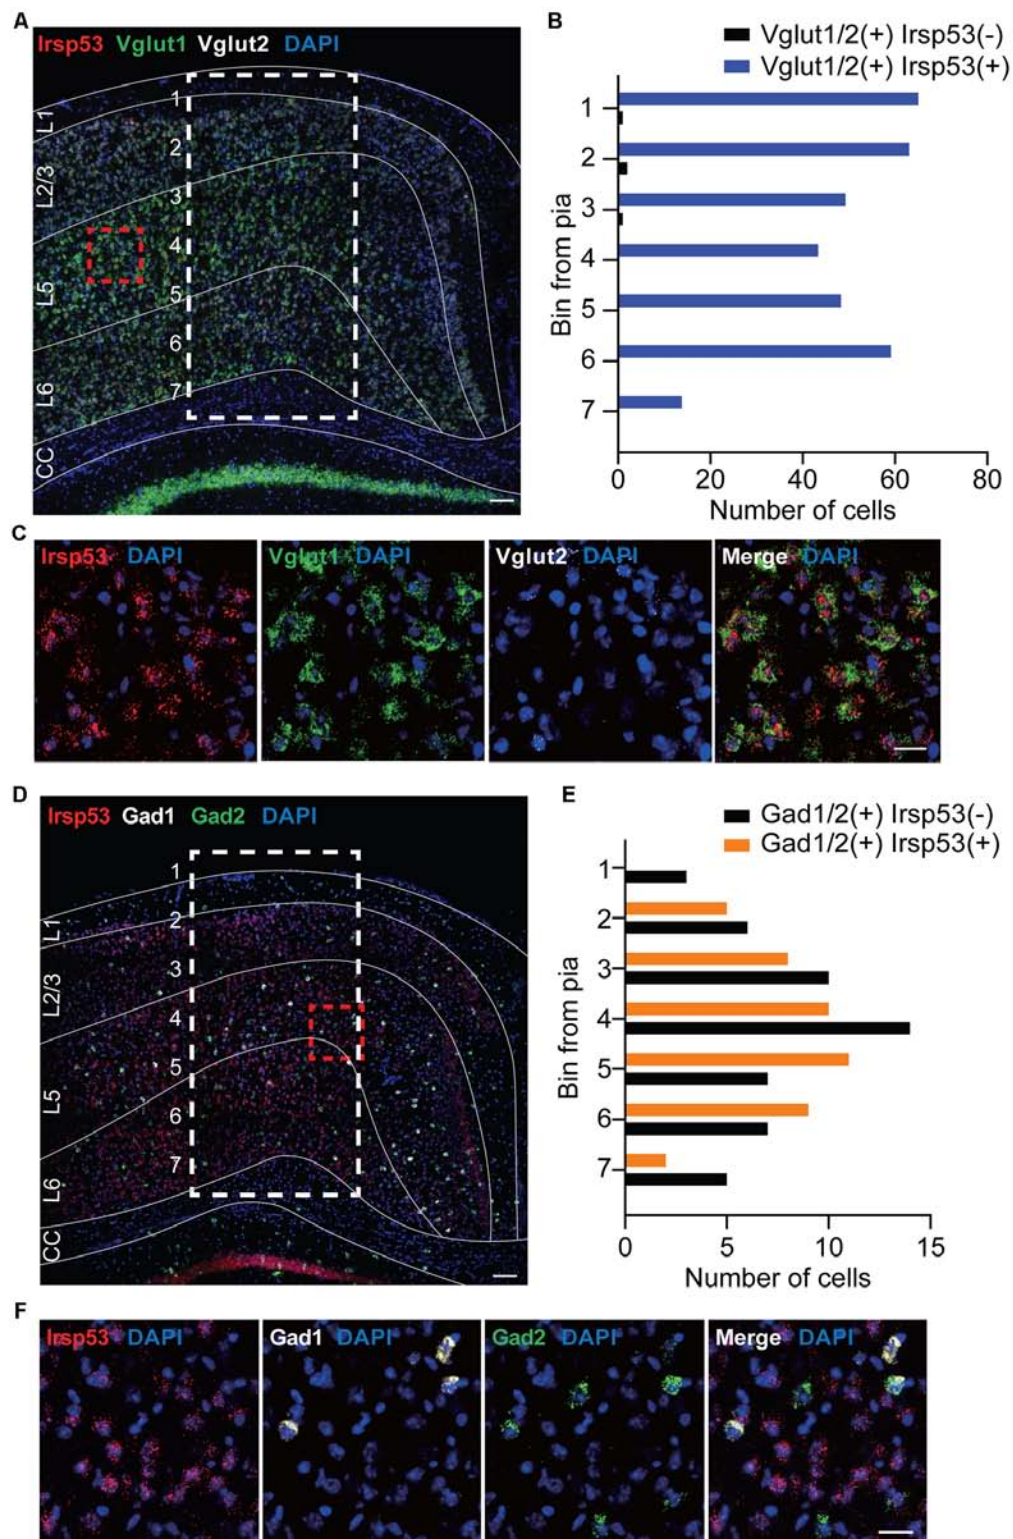 A
Irsp53 Vglut1 Vglut2 DAPI
L1
L2/3
L5
L6
CC
1
2
3
4
5
6
7
B
Vglut1/2(+) Irsp53(-)
Vglut1/2(+) Irsp53(+)
Bin from pia
1
2
3
4
5
6
7
0 20 40 60 80
Number of cells
C
Irsp53 DAPI
Vglut1 DAPI
Vglut2 DAPI
Merge DAPI
D
Irsp53 Gad1 Gad2 DAPI
L1
L2/3
L5
L6
CC
1
2
3
4
5
6
7
E
Gad1/2(+) Irsp53(-)
Gad1/2(+) Irsp53(+)
Bin from pia
1
2
3
4
5
6
7
0 5 10 15
Number of cells
F
Irsp53 DAPI
Gad1 DAPI
Gad2 DAPI
Merge DAPI